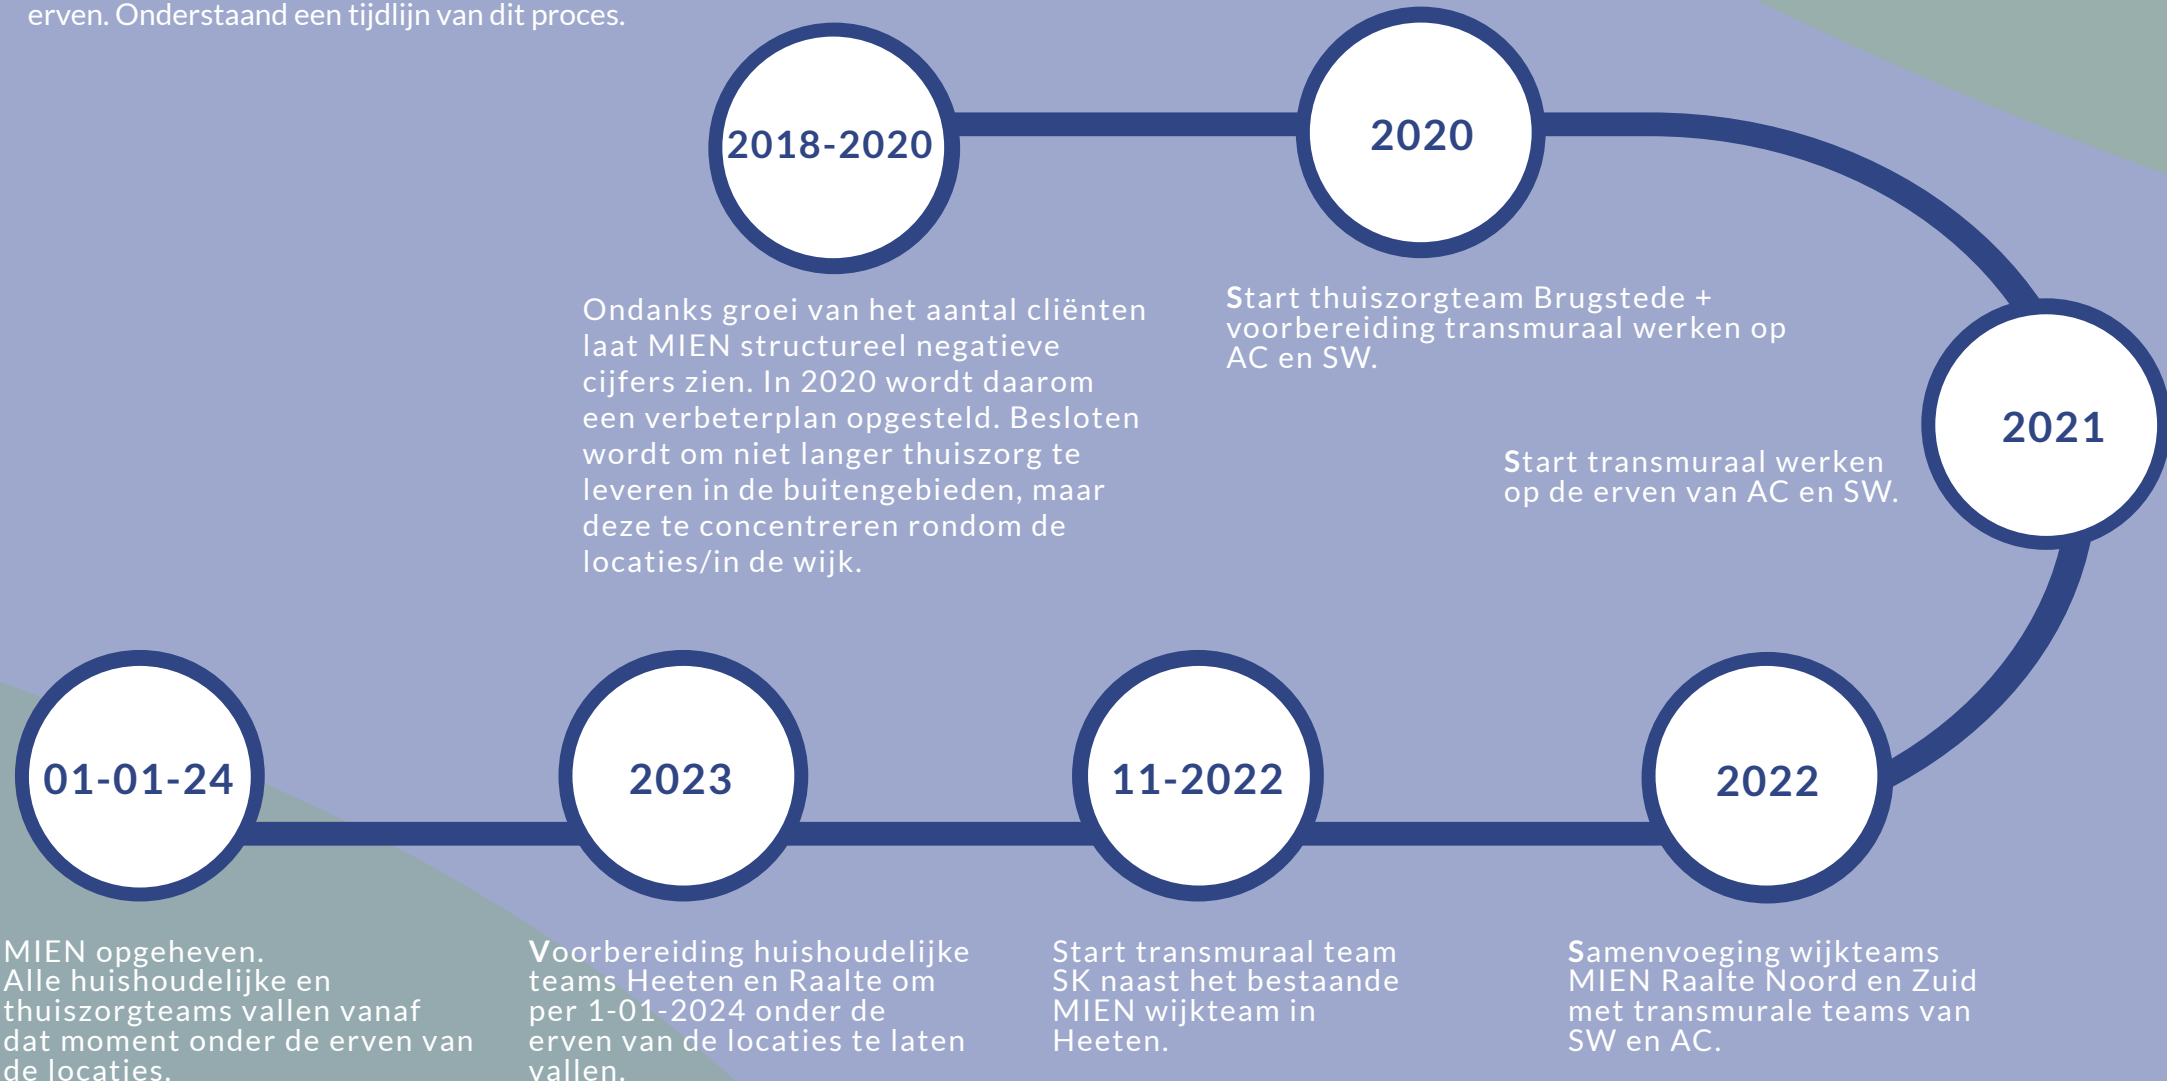 erven. Onderstaand een tijdlijn van dit proces.
2018-2020
Ondanks groei van het aantal cliënten
laat MIEN structureel negatieve
cijfers zien. In 2020 wordt daarom
een verbeterplan opgesteld. Besloten
wordt om niet langer thuiszorg te
leveren in de buitengebieden, maar
deze te concentreren rondom de
locaties/in de wijk.
2020
Start thuiszorgteam Brugstede +
voorbereiding transmuraal werken op
AC en SW.
2021
Start transmuraal werken
op de erven van AC en SW.
2022
Samenvoeging wijkteams
MIEN Raalte Noord en Zuid
met transmurale teams van
SW en AC.
11-2022
Start transmuraal team
SK naast het bestaande
MIEN wijkteam in
Heeten.
2023
Voorbereiding huishoudelijke
teams Heeten en Raalte om
per 1-01-2024 onder de
erven van de locaties te laten
vallen.
01-01-24
MIEN opgeheven.
Alle huishoudelijke en
thuiszorgteams vallen vanaf
dat moment onder de erven van
de locaties.